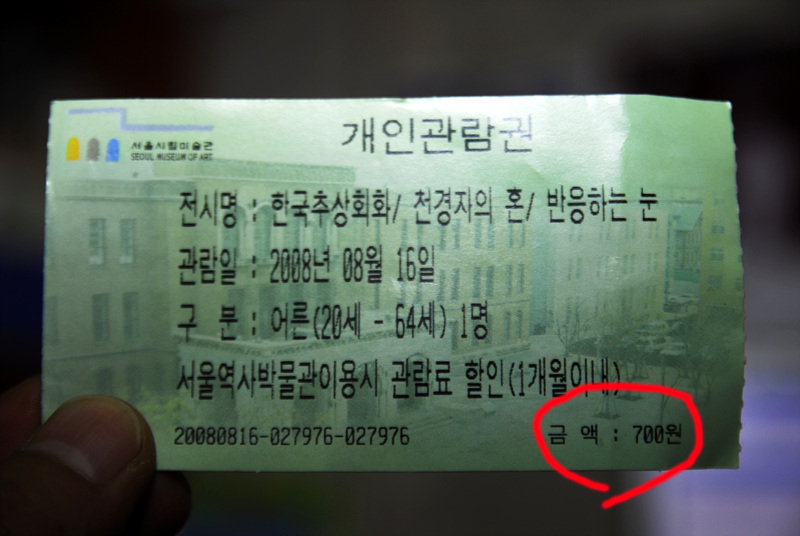 서울시립미술관
SEOUL MUSEUM OF ART
개인관람권
전시명 : 한국추상회화/ 천경자의 혼/ 반응하는 눈
관람일 : 2008년 08월 16일
구 분 : 어른(20세 - 64세) 1명
서울역사박물관이용시 관람료 할인(1개월이내)
20080816-027976-027976
금 액 : 700원